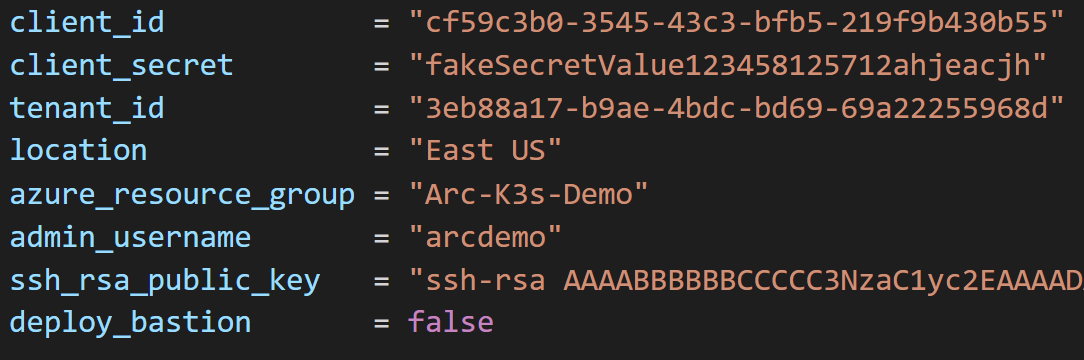 client_id = "cf59c3b0-3545-43c3-bfb5-219f9b430b55"
client_secret = "fakeSecretValue123458125712ahjeacjh"
tenant_id = "3eb88a17-b9ae-4bdc-bd69-69a22255968d"
location = "East US"
azure_resource_group = "Arc-K3s-Demo"
admin_username = "arcdemo"
ssh_rsa_public_key = "ssh-rsa AAAABBBBBBCCCCC3NzaC1yc2EAAAAD
deploy_bastion = false